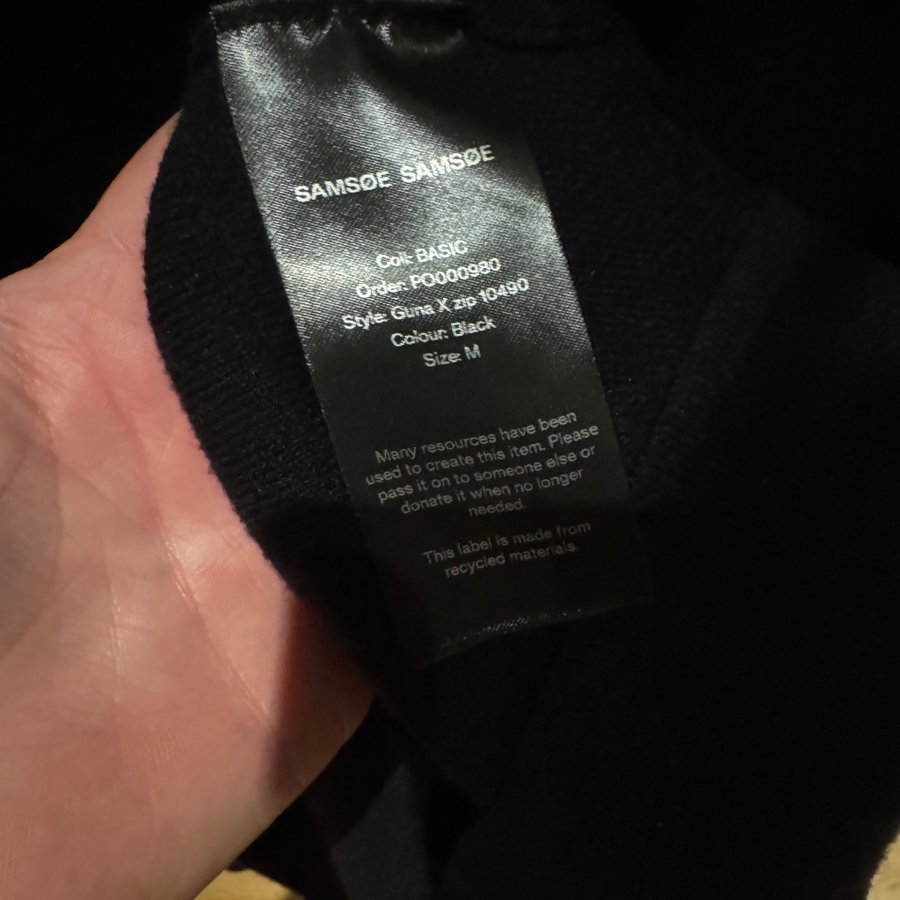 SAMSØE SAMSØE
Coll: BASIC
Order: PO000980
Style: Guna X zip 10490
Colour: Black
Size: M
Many resources have been
used to create this item. Please
pass it on to someone else or
donate it when no longer
needed.
This label is made from
recycled materials.